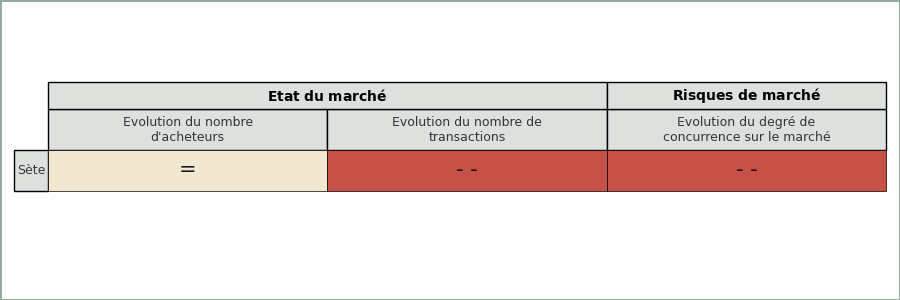 Etat du marché
Risques de marché
Evolution du nombre
d'acheteurs
Evolution du nombre de
transactions
Evolution du degré de
concurrence sur le marché
Sète
=
- -
- -